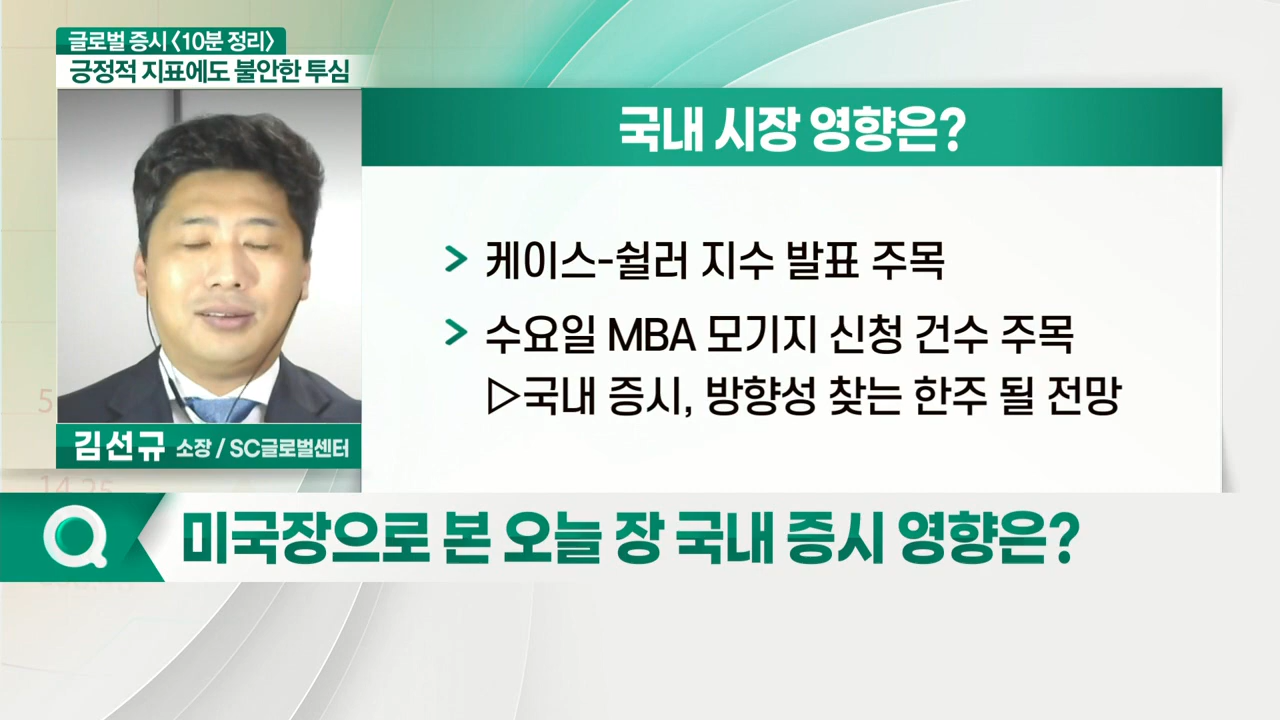 글로벌 증시 <10분 정리>
긍정적 지표에도 불안한 투심
국내 시장 영향은?
> 케이스-쉴러 지수 발표 주목
> 수요일 MBA 모기지 신청 건수 주목
▷국내 증시, 방향성 찾는 한주 될 전망
김선규 소장 / SC글로벌센터
미국장으로 본 오늘 장 국내 증시 영향은?